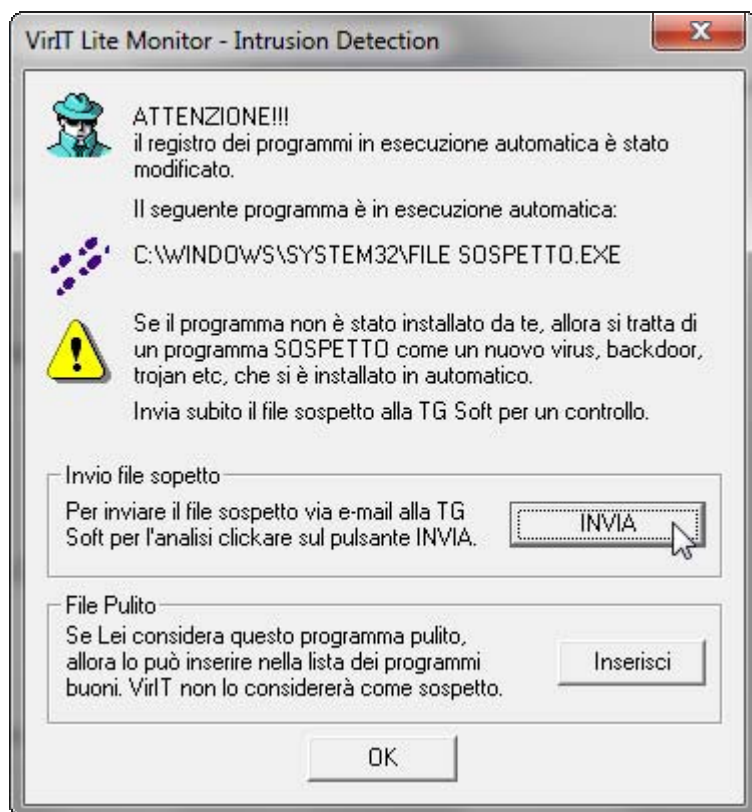 VirIT Lite Monitor - Intrusion Detection
ATTENZIONE!!!
il registro dei programmi in esecuzione automatica è stato
modificato.
Il seguente programma è in esecuzione automatica:
C:\WINDOWS\SYSTEM32\FILE SOSPETTO.EXE
Se il programma non è stato installato da te, allora si tratta di
un programma SOSPETTO come un nuovo virus, backdoor,
trojan etc, che si è installato in automatico.
Invia subito il file sospetto alla TG Soft per un controllo.
Invio file sopetto
Per inviare il file sospetto via e-mail alla TG
Soft per l'analisi clickare sul pulsante INVIA.
INVIA
File Pulito
Se Lei considera questo programma pulito,
allora lo può inserire nella lista dei programmi
buoni. VirIT non lo considererà come sospetto.
Inserisci
OK